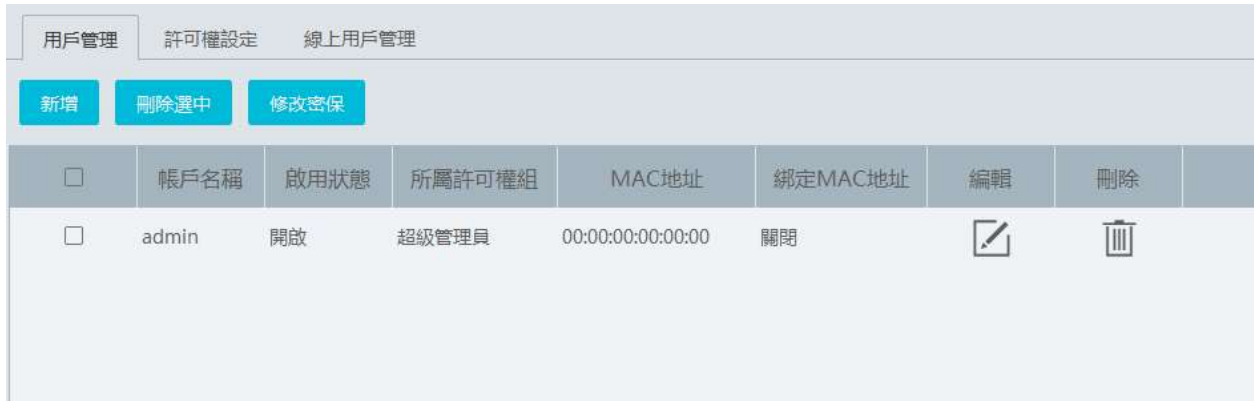 用戶管理 許可權設定 線上用戶管理
新增 刪除選中 修改密保
帳戶名稱 啟用狀態 所屬許可權組 MAC地址 綁定MAC地址 編輯 刪除
admin 開啟 超級管理員 00:00:00:00:00:00 關閉